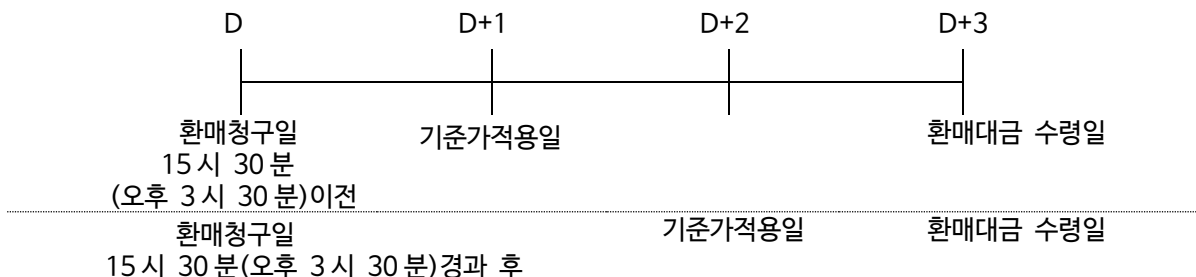 D D+1 D+2 D+3
환매청구일 기준가적용일 환매대금 수령일
15시 30분
(오후 3시 30분)이전
환매청구일 기준가적용일 환매대금 수령일
15시 30분(오후 3시 30분)경과 후